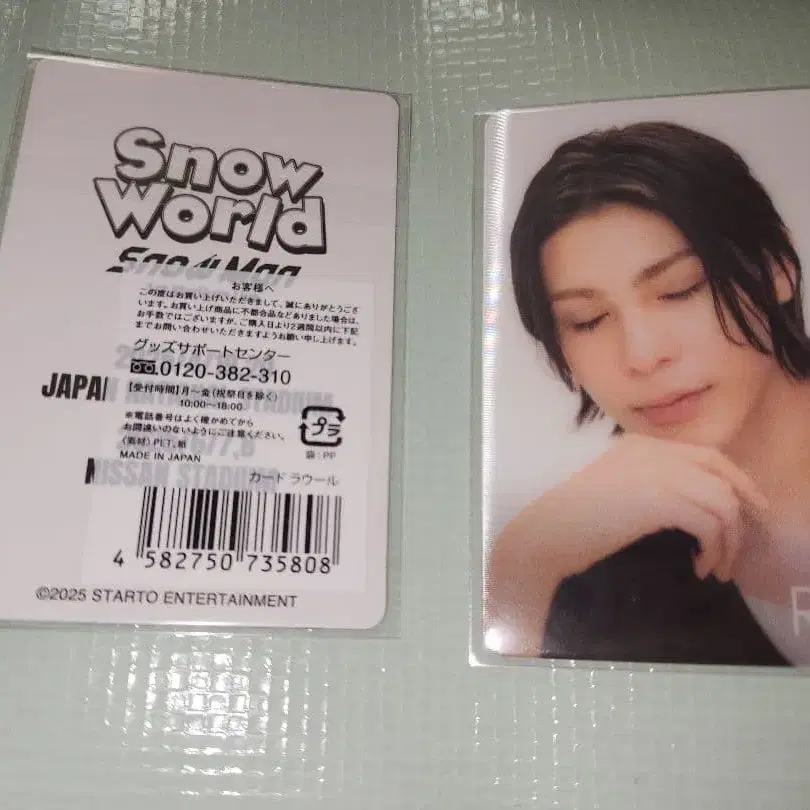 Snow
World
Snow Man
お客様へ
この度はお買い上げいただきまして、誠にありがとうござ
います。お買い上げ商品に不都合品などありました場合は、
お手数ではございますが、ご購入日より2週間以内に下記
までお問い合わせいただきますようお願い申し上げます。
グッズサポートセンター
0120-382-310
【受付時間】月~金(祝祭日を除く)
10:00~18:00
※電話番号はよく確かめてから
お間違いのないようにご注意ください。
〈素材〉PET、紙
MADE IN JAPAN
プラ
袋:PP
JAPAN NATIONAL STADIUM
NISSAN STADIUM
カード ラウール
4 582750 735808
©2025 STARTO ENTERTAINMENT
R